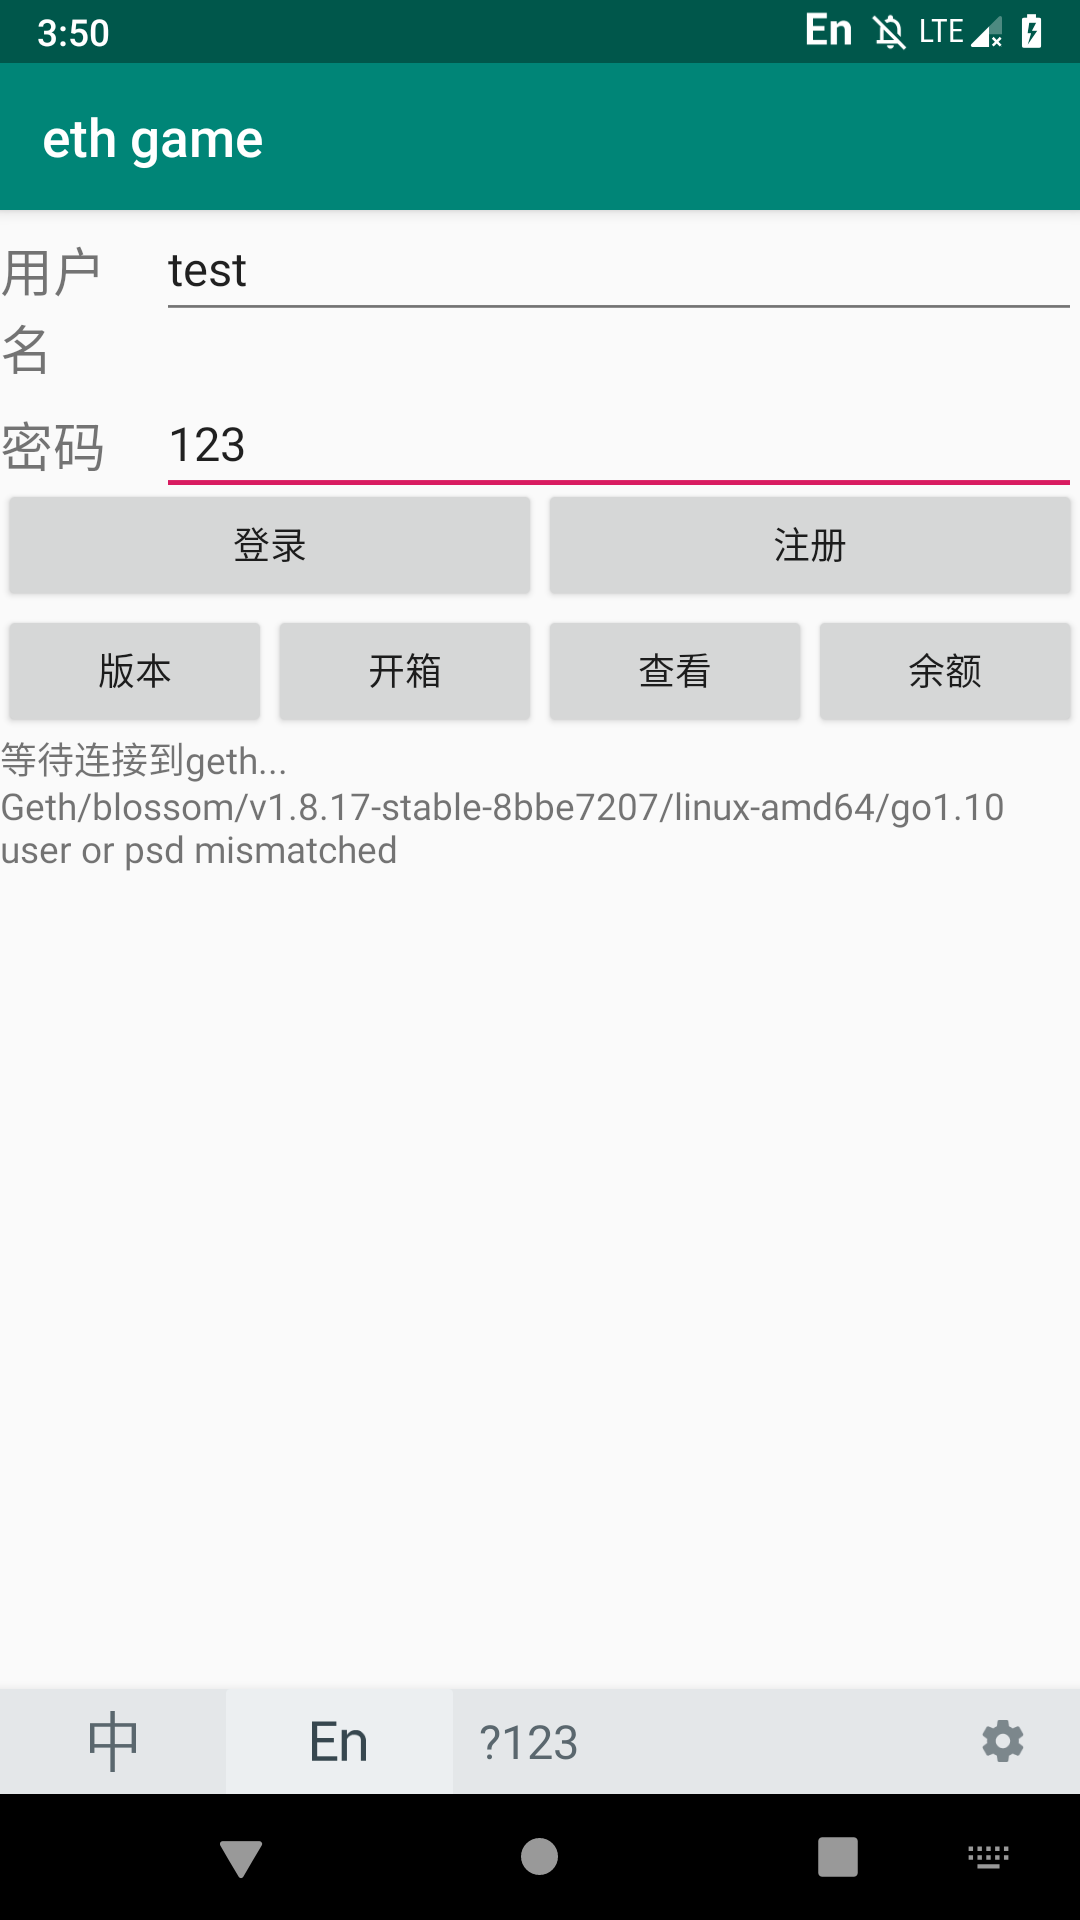 3:50 En LTE
eth game
用户 test
名
密码 123
登录 注册
版本 开箱 查看 余额
等待连接到geth...
Geth/blossom/v1.8.17-stable-8bbe7207/linux-amd64/go1.10
user or psd mismatched
中 En ?123